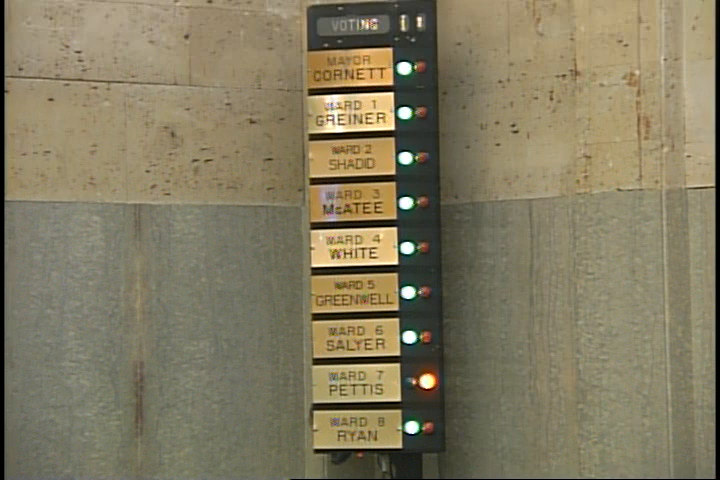 VOTING
MAYOR
CORNETT
WARD 1
GREINER
WARD 2
SHADID
WARD 3
McATEE
WARD 4
WHITE
WARD 5
GREENWELL
WARD 6
SALYER
WARD 7
PETTIS
WARD 8
RYAN